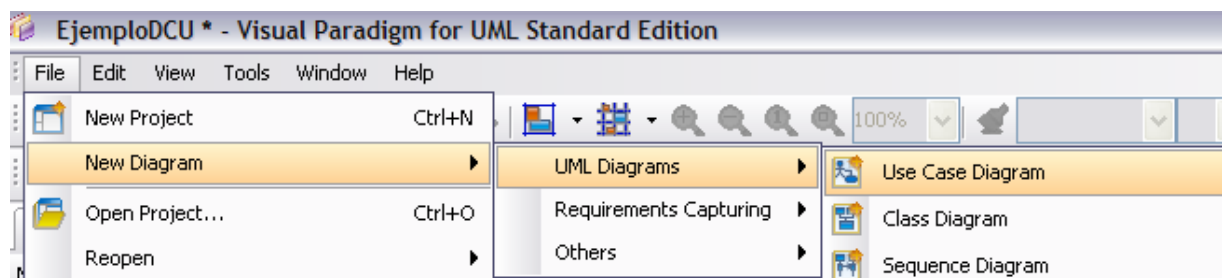 EjemploDCU * - Visual Paradigm for UML Standard Edition
File Edit View Tools Window Help
New Project Ctrl+N
100%
New Diagram
UML Diagrams
Use Case Diagram
Open Project... Ctrl+O
Requirements Capturing
Class Diagram
Reopen
Others
Sequence Diagram